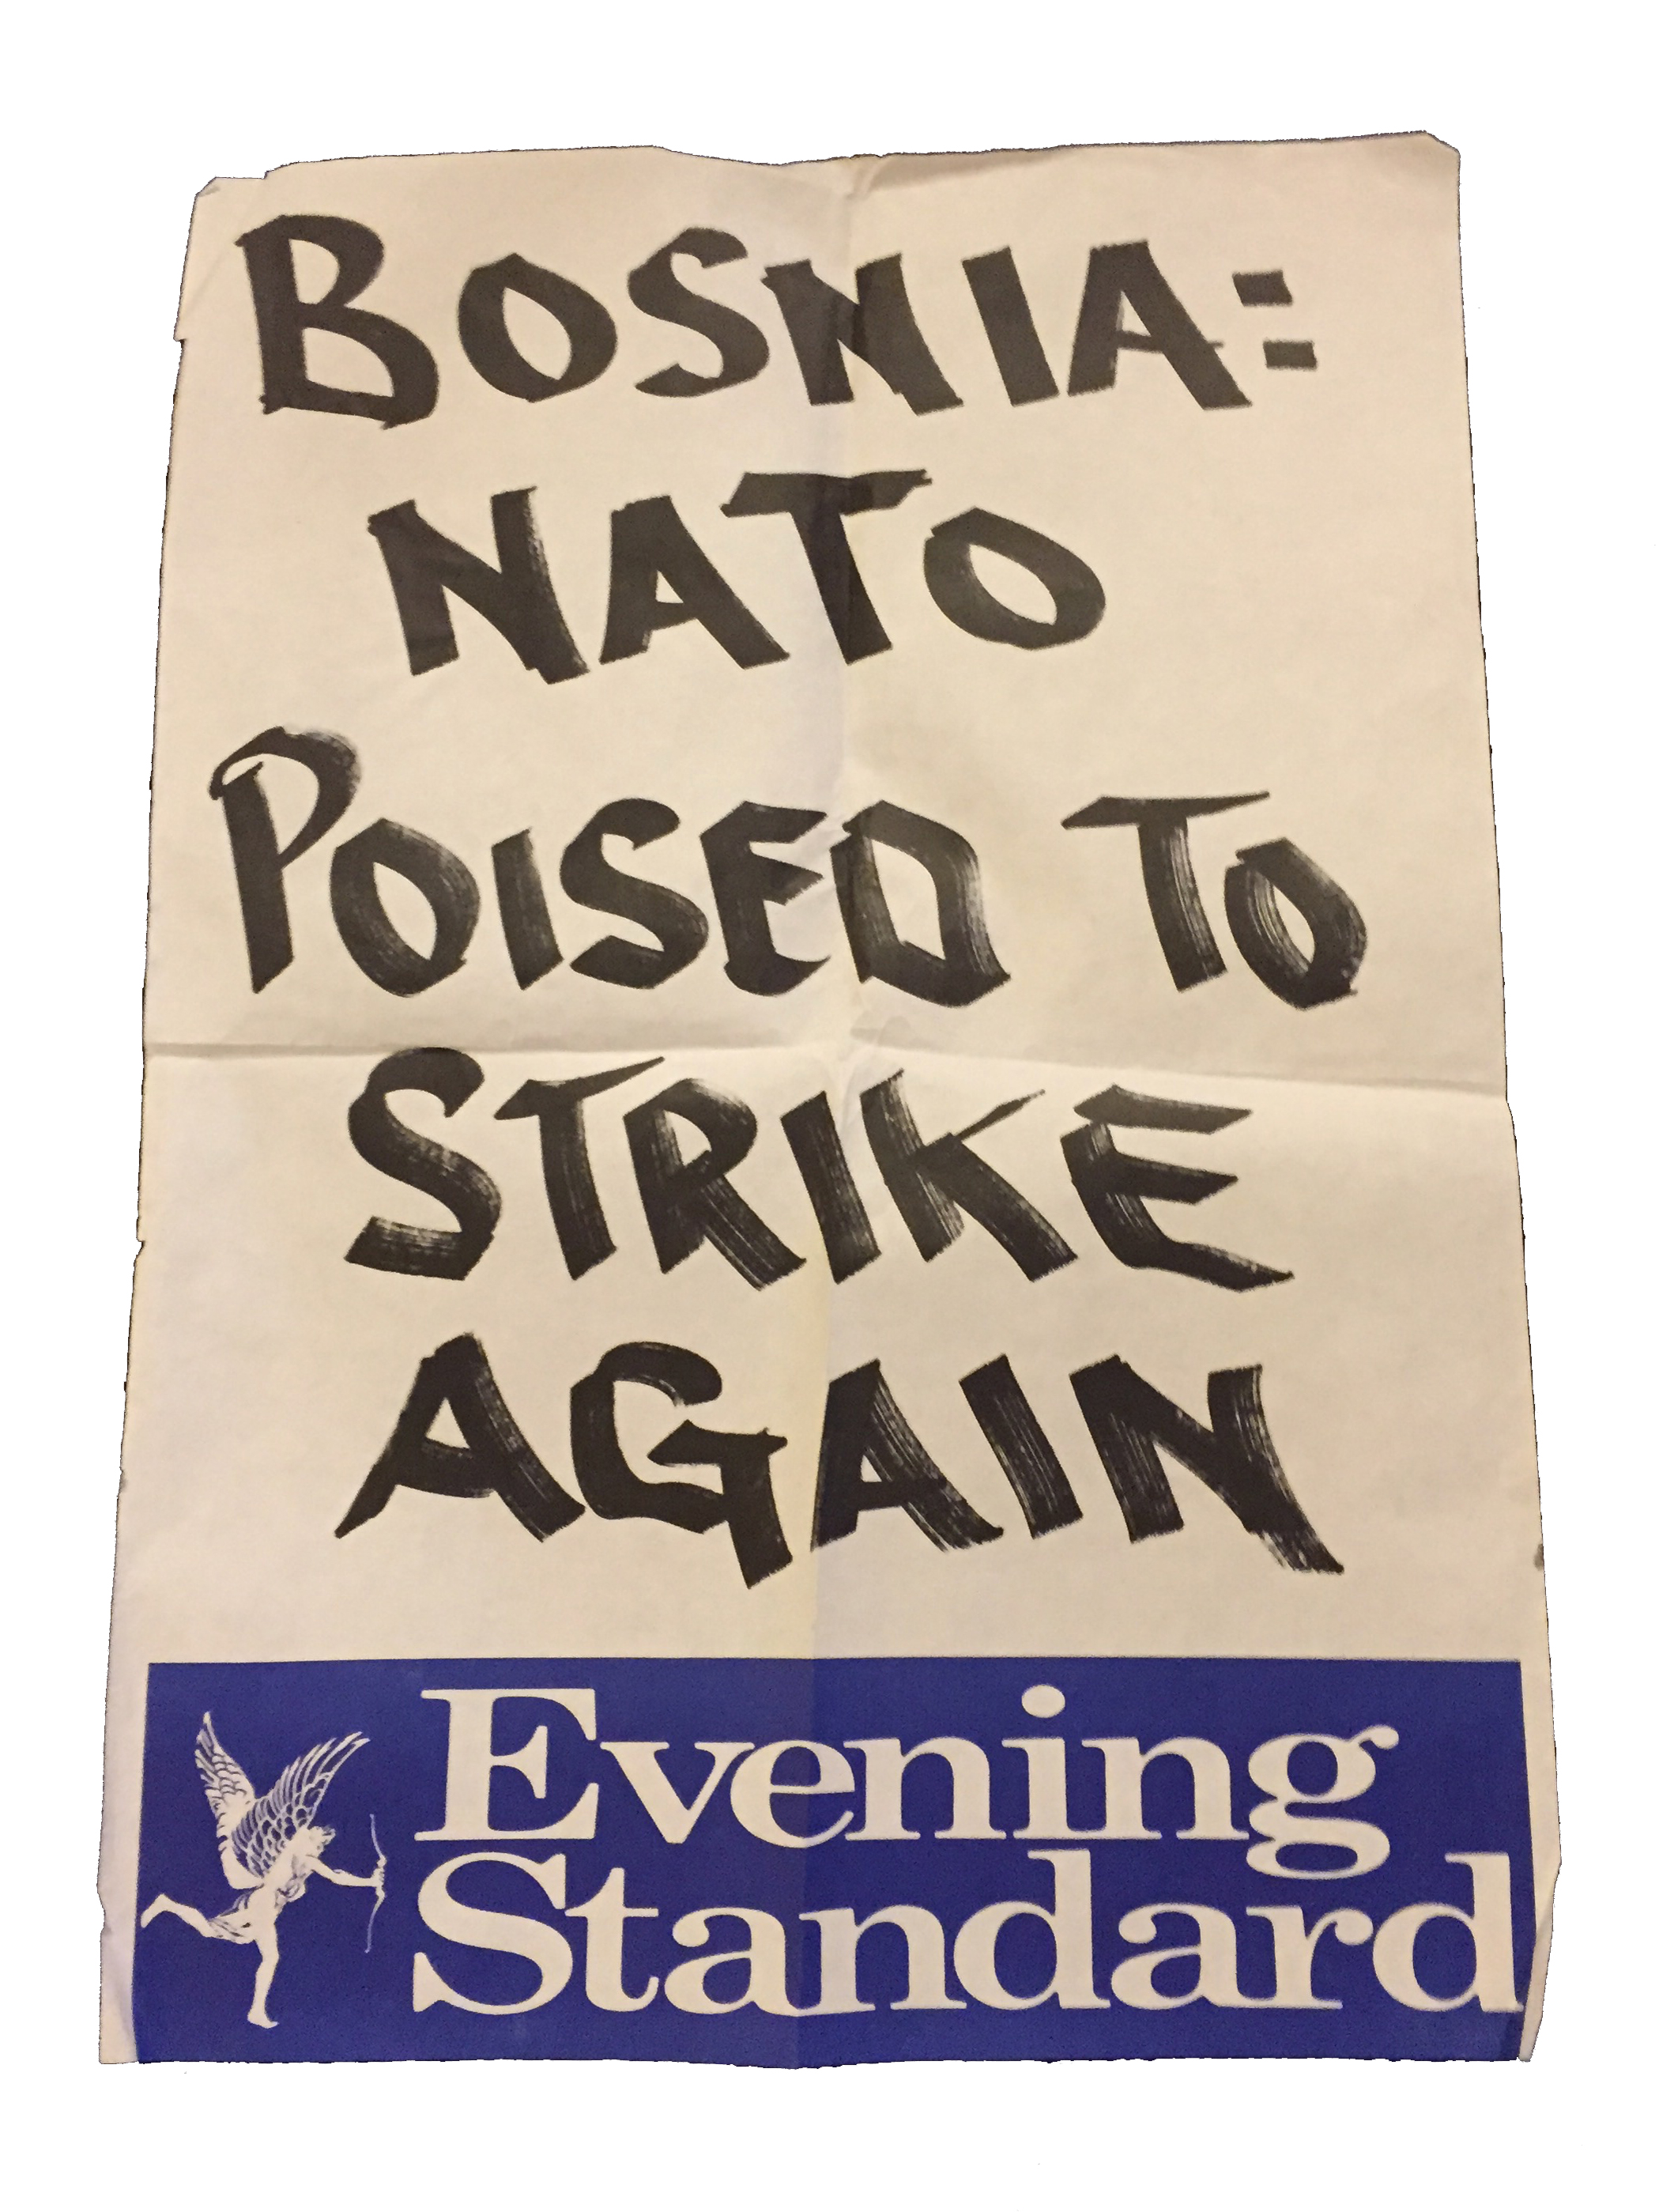 BOSNIA:
NATO
POISED TO
STRIKE
AGAIN
Evening
Standard